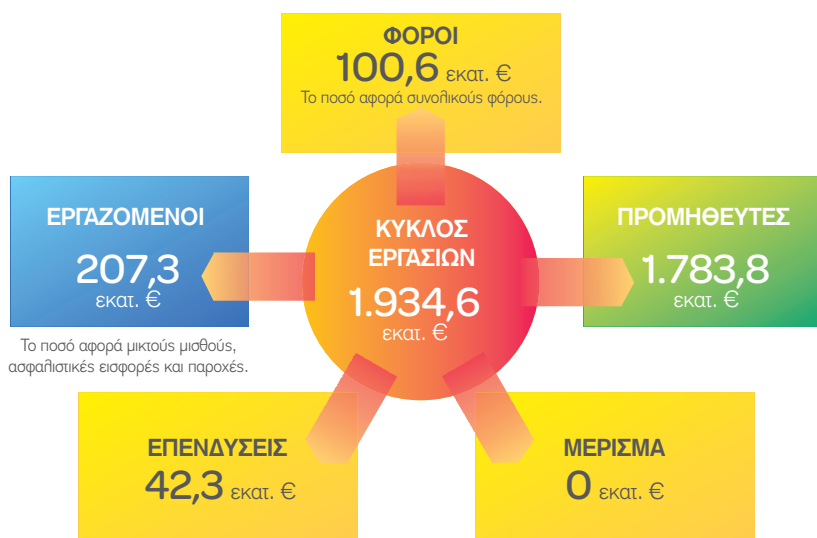 ΦΟΡΟΙ
100,6 εκατ. €
Το ποσό αφορά συνολικούς φόρους.
ΕΡΓΑΖΟΜΕΝΟΙ
207,3
εκατ. €
Το ποσό αφορά μικτούς μισθούς,
ασφαλιστικές εισφορές και παροχές.
ΚΥΚΛΟΣ
ΕΡΓΑΣΙΩΝ
1.934,6
εκατ. €
ΠΡΟΜΗΘΕΥΤΕΣ
1.783,8
εκατ. €
ΕΠΕΝΔΥΣΕΙΣ
42,3 εκατ. €
ΜΕΡΙΣΜΑ
0 εκατ. €